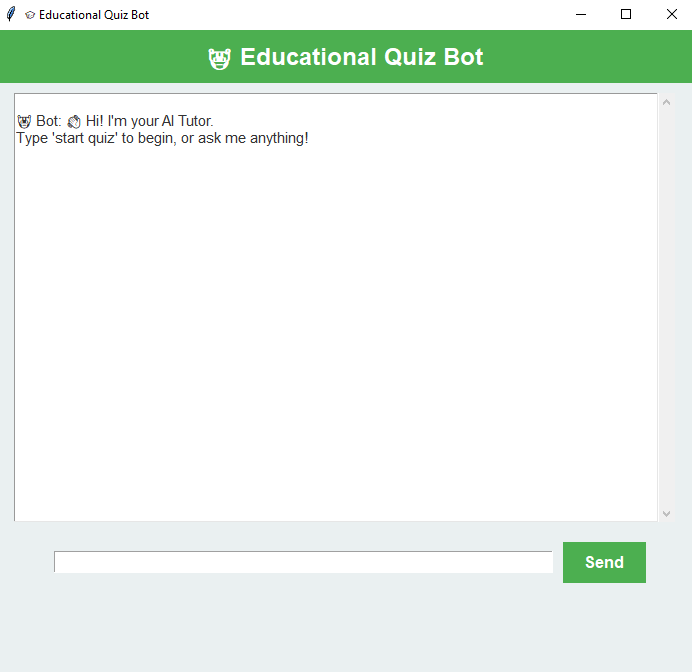 🎓 Educational Quiz Bot
🐯 Educational Quiz Bot
🐯 Bot: 👏 Hi! I'm your AI Tutor.
Type 'start quiz' to begin, or ask me anything!
Send